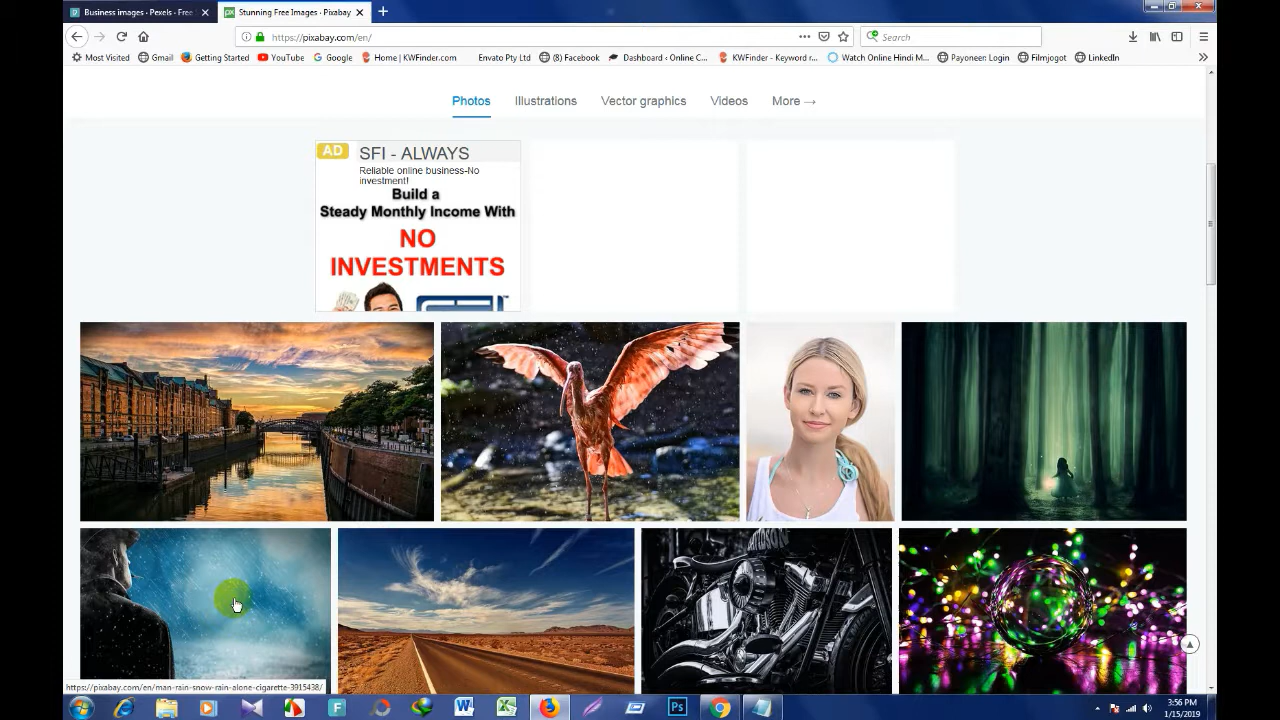 Business images · Pexels · Free
Stunning Free Images · Pixabay
https://pixabay.com/en/
Search
Most Visited
Gmail
Getting Started
YouTube
Google
Home | KWFinder.com
Envato Pty Ltd
(8) Facebook
Dashboard ‹ Online C...
KWFinder - Keyword r...
Watch Online Hindi M...
Payoneer Login
Filmjogot
LinkedIn
Photos
Illustrations
Vector graphics
Videos
More →
AD
SFI - ALWAYS
Reliable online business-No
investment!
Build a
Steady Monthly Income With
NO
INVESTMENTS
https://pixabay.com/en/man-rain-snow-rain-alone-cigarette-3915438/
3:56 PM
1/15/2019